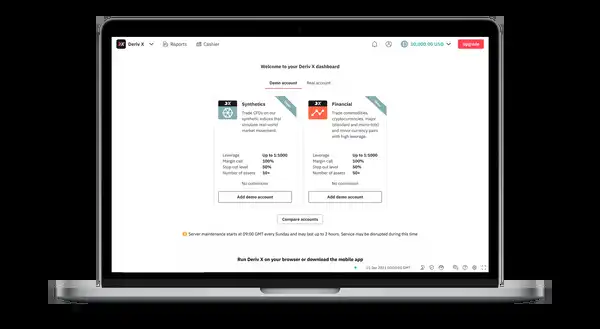 Deriv X
Reports
Cashier
10,000.00 USD
Upgrade
Welcome to your Deriv X dashboard
Demo account
Real account
Synthetics
Trade CFDs on our
synthetic indices that
simulate real-world
market movement.
Leverage Up to 1:1000
Margin call 100%
Stop out level 50%
Number of assets 10+
No commission
Add demo account
Financial
Trade commodities,
cryptocurrencies, major
(standard and micro-lots)
and minor currency pairs
with high leverage.
Leverage Up to 1:1000
Margin call 100%
Stop out level 50%
Number of assets 50+
No commission
Add demo account
Compare accounts
Server maintenance starts at 09:00 GMT every Sunday and may last up to 2 hours. Service may be disrupted during this time
Run Deriv X on your browser or download the mobile app